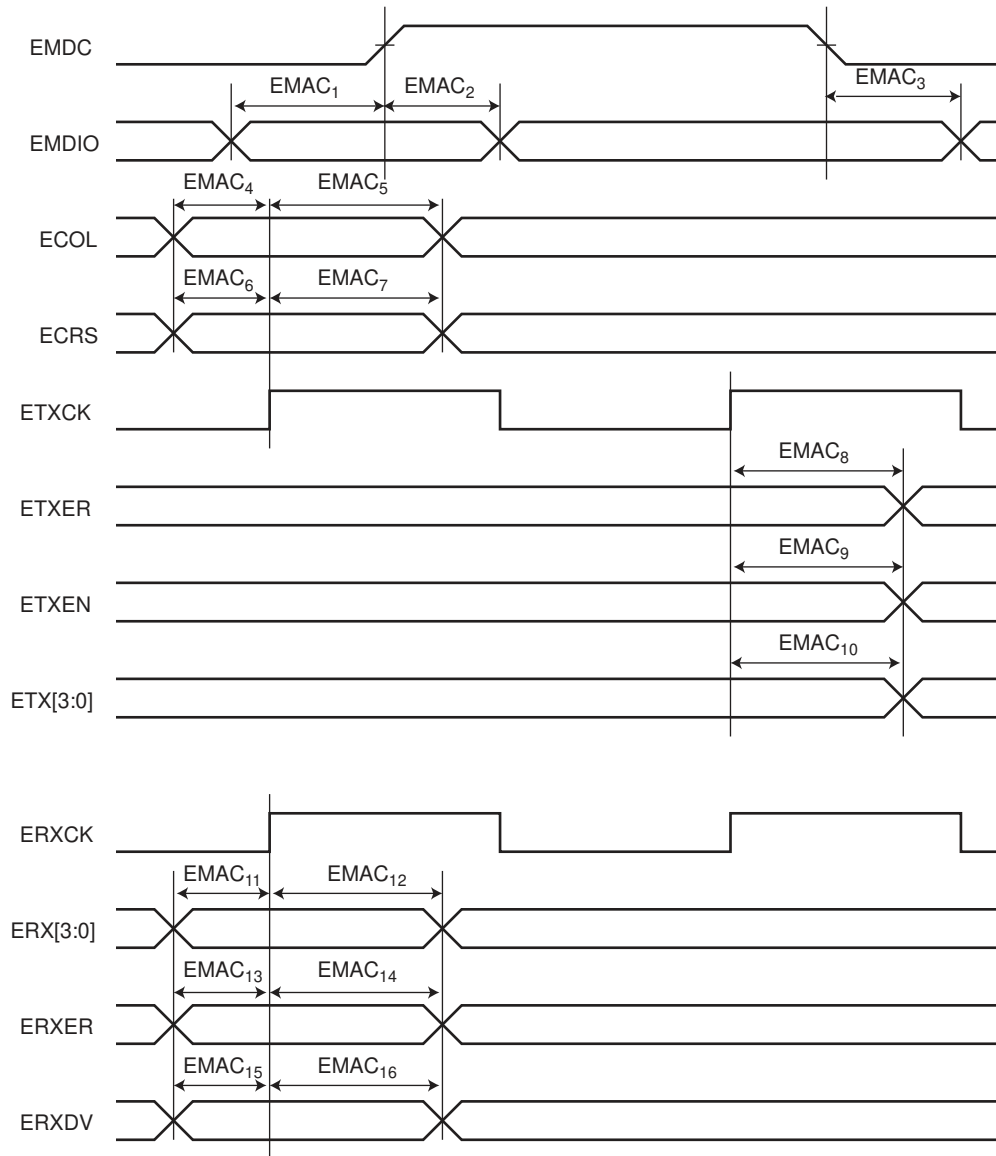 EMDC
EMAC1 EMAC2 EMAC3
EMDIO
EMAC4 EMAC5
ECOL
EMAC6 EMAC7
ECRS
ETXCK
EMAC8
ETXER
EMAC9
ETXEN
EMAC10
ETX[3:0]
ERXCK
EMAC11 EMAC12
ERX[3:0]
EMAC13 EMAC14
ERXER
EMAC15 EMAC16
ERXDV